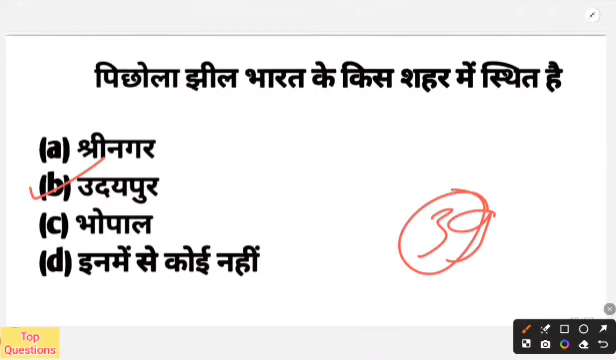 पिछोला झील भारत के किस शहर में स्थित है
(a) श्रीनगर
(b) उदयपुर
(c) भोपाल
(d) इनमें से कोई नहीं
39
Top
Questions